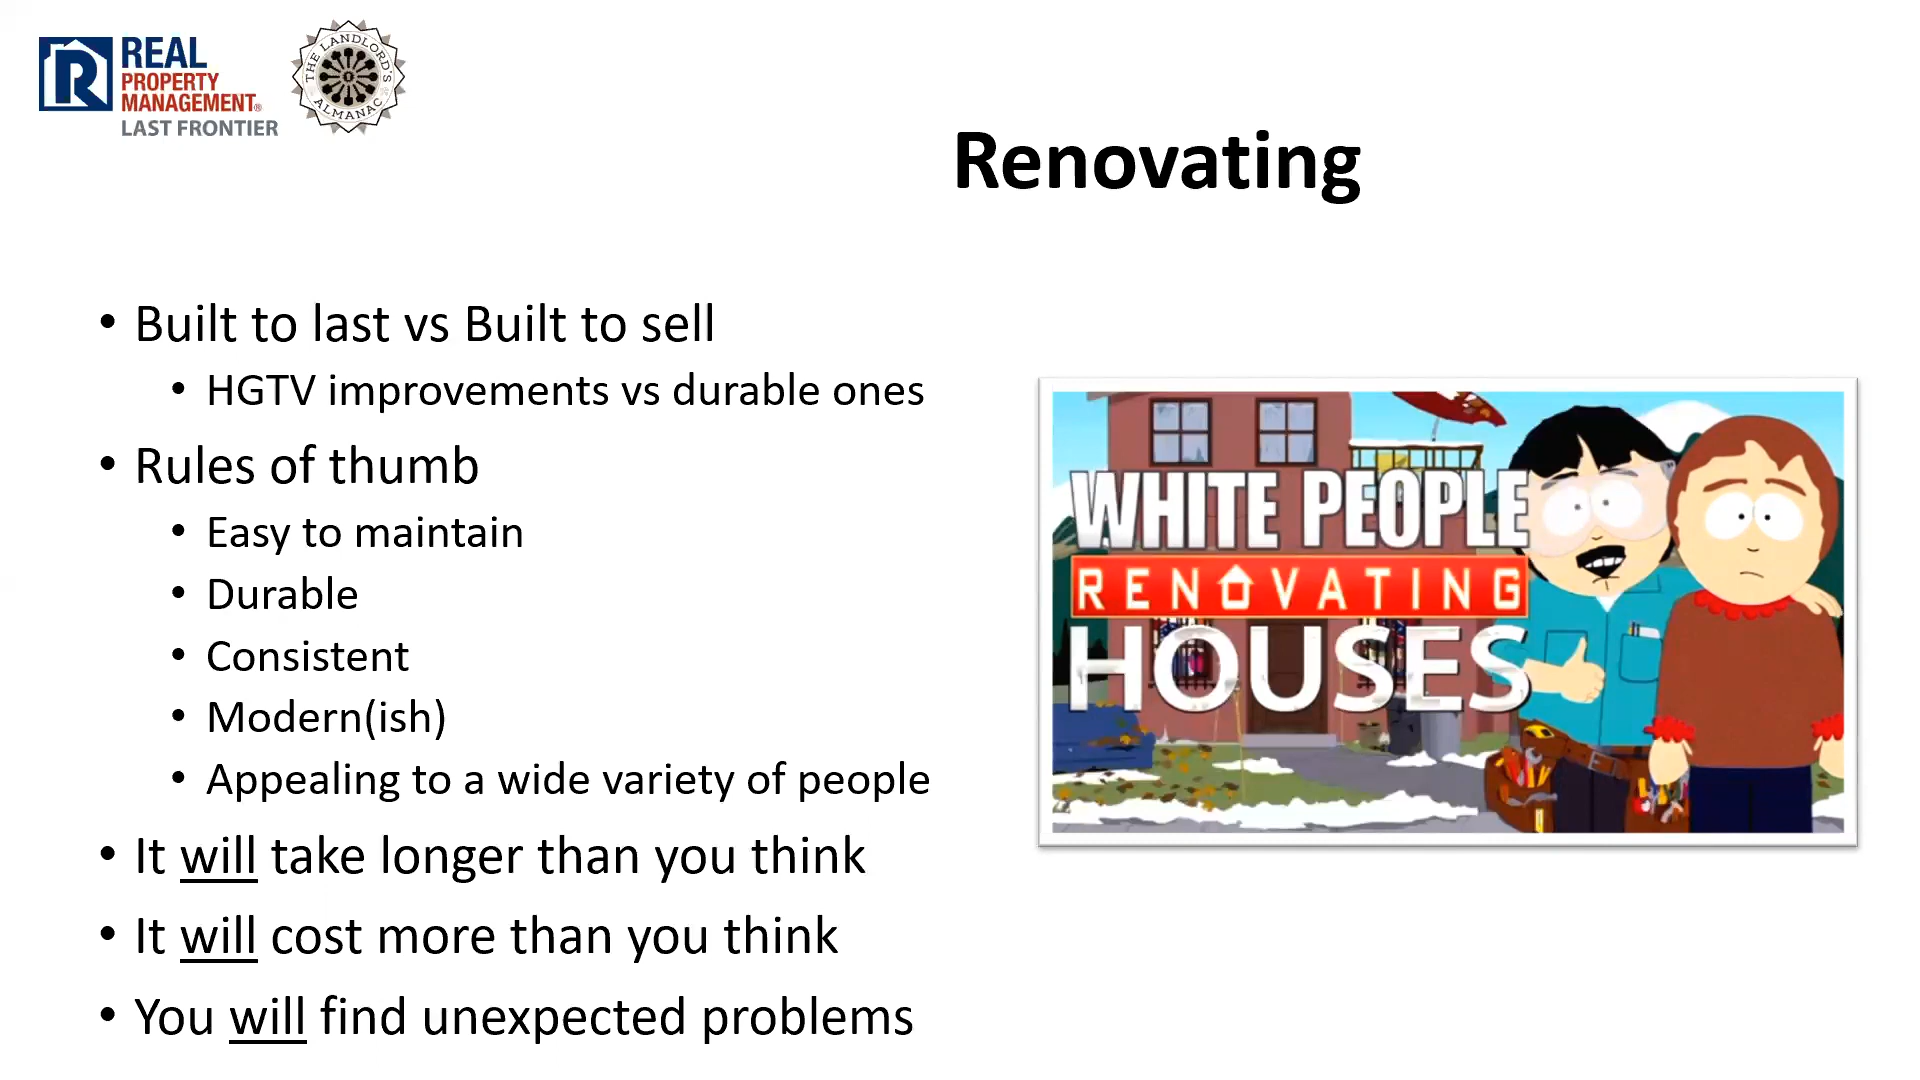 REAL
PROPERTY
MANAGEMENT®
LAST FRONTIER
THE LANDLORD'S
ALMANAC
Renovating
• Built to last vs Built to sell
• HGTV improvements vs durable ones
• Rules of thumb
• Easy to maintain
• Durable
• Consistent
• Modern(ish)
• Appealing to a wide variety of people
• It will take longer than you think
• It will cost more than you think
• You will find unexpected problems
WHITE PEOPLE
RENOVATING
HOUSES